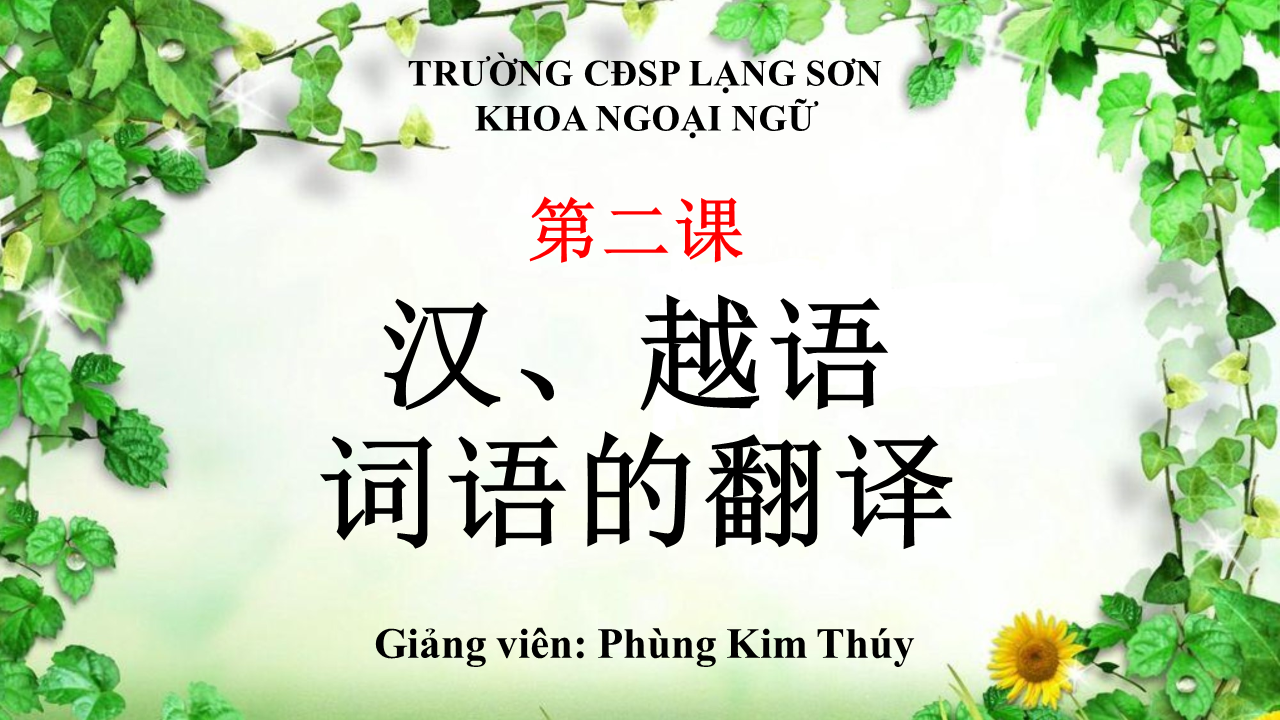 TRƯỜNG CĐSP LẠNG SƠN
KHOA NGOẠI NGỮ
第二课
汉、越语
词语的翻译
Giảng viên: Phùng Kim Thúy